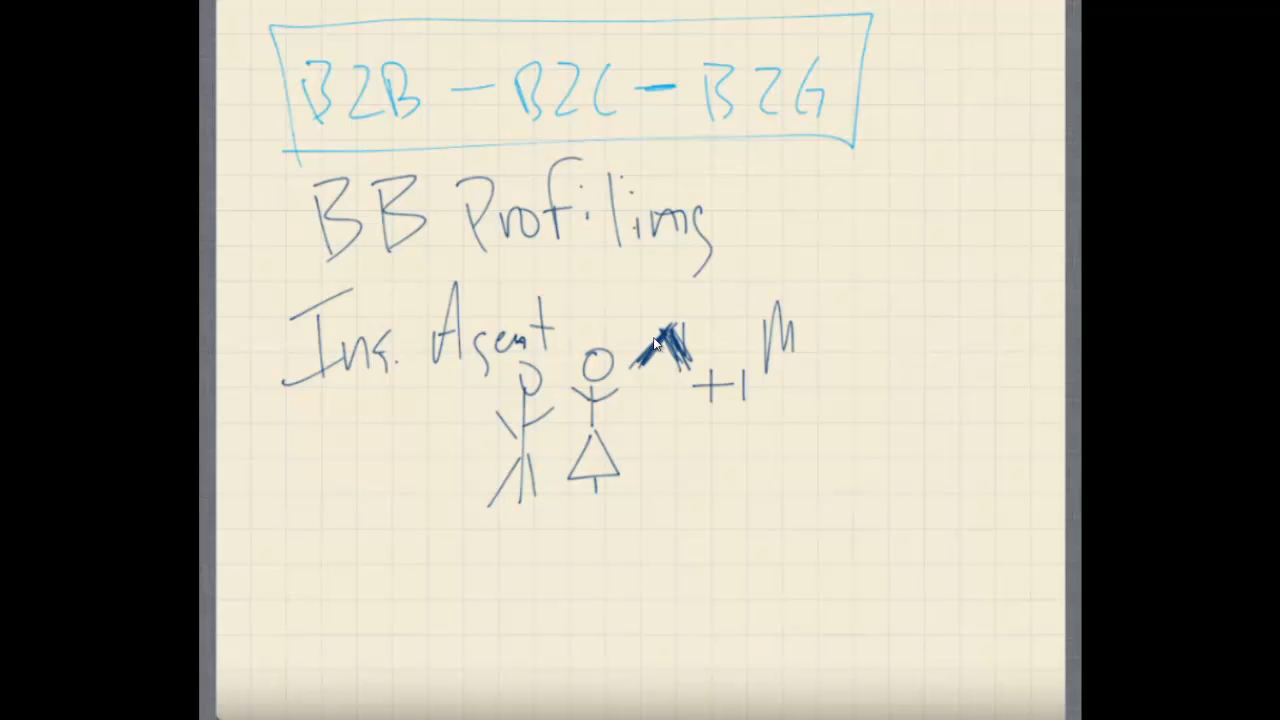 B2B - B2C - B2G
BB Profiling
Ins. Agent
+1 M